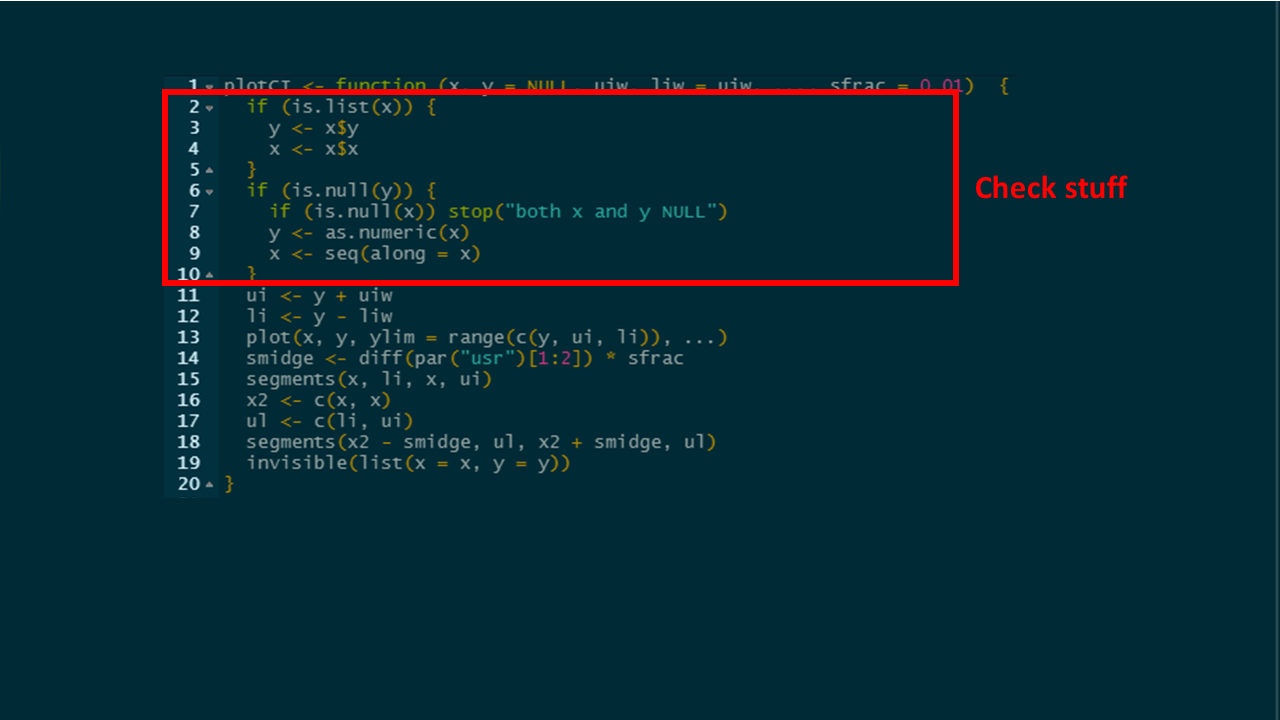 1 plotCI <- function (x, y = NULL, uiw, liw = uiw, ..., sfrac = 0.01) {
2 if (is.list(x)) {
3 y <- x$y
4 x <- x$x
5 }
6 if (is.null(y)) {
7 if (is.null(x)) stop("both x and y NULL")
8 y <- as.numeric(x)
9 x <- seq(along = x)
10 }
Check stuff
11 ui <- y + uiw
12 li <- y - liw
13 plot(x, y, ylim = range(c(y, ui, li)), ...)
14 smidge <- diff(par("usr")[1:2]) * sfrac
15 segments(x, li, x, ui)
16 x2 <- c(x, x)
17 ul <- c(li, ui)
18 segments(x2 - smidge, ul, x2 + smidge, ul)
19 invisible(list(x = x, y = y))
20 }